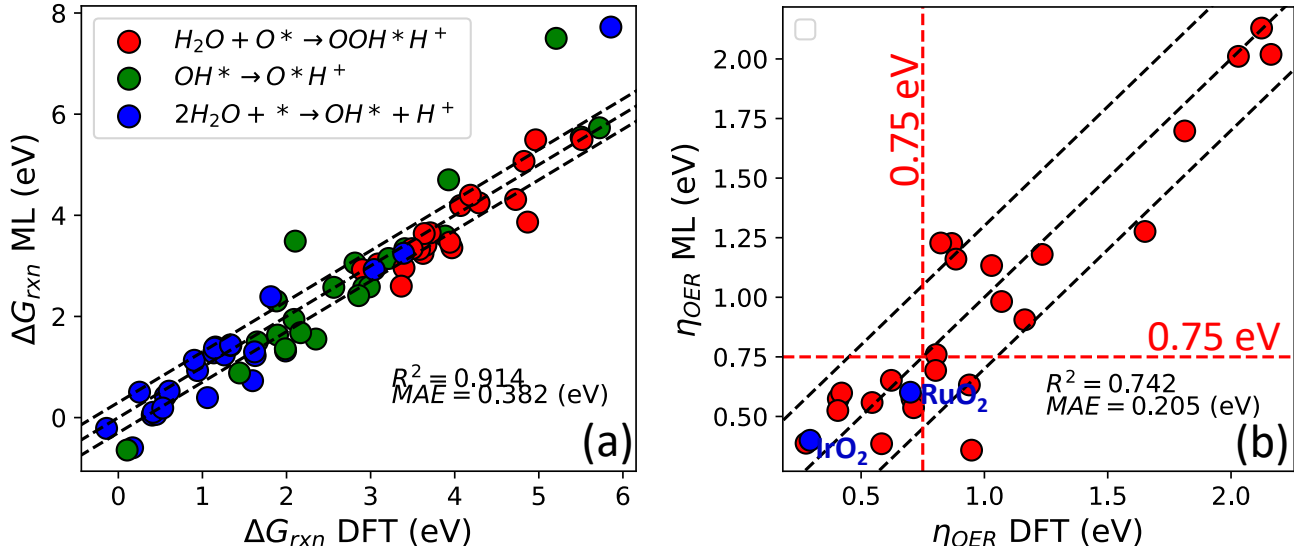 8
6
4
2
0
ΔG_rxn ML (eV)
H₂O + O* → OOH*H⁺
OH* → O*H⁺
2H₂O + * → OH* + H⁺
R² = 0.914
MAE = 0.382 (eV)
(a)
0 1 2 3 4 5 6
ΔG_rxn DFT (eV)
2.00
1.75
1.50
1.25
1.00
0.75
0.50
η_OER ML (eV)
0.75 eV
0.75 eV
R² = 0.742
MAE = 0.205 (eV)
RuO₂
IrO₂
(b)
0.5 1.0 1.5 2.0
η_OER DFT (eV)